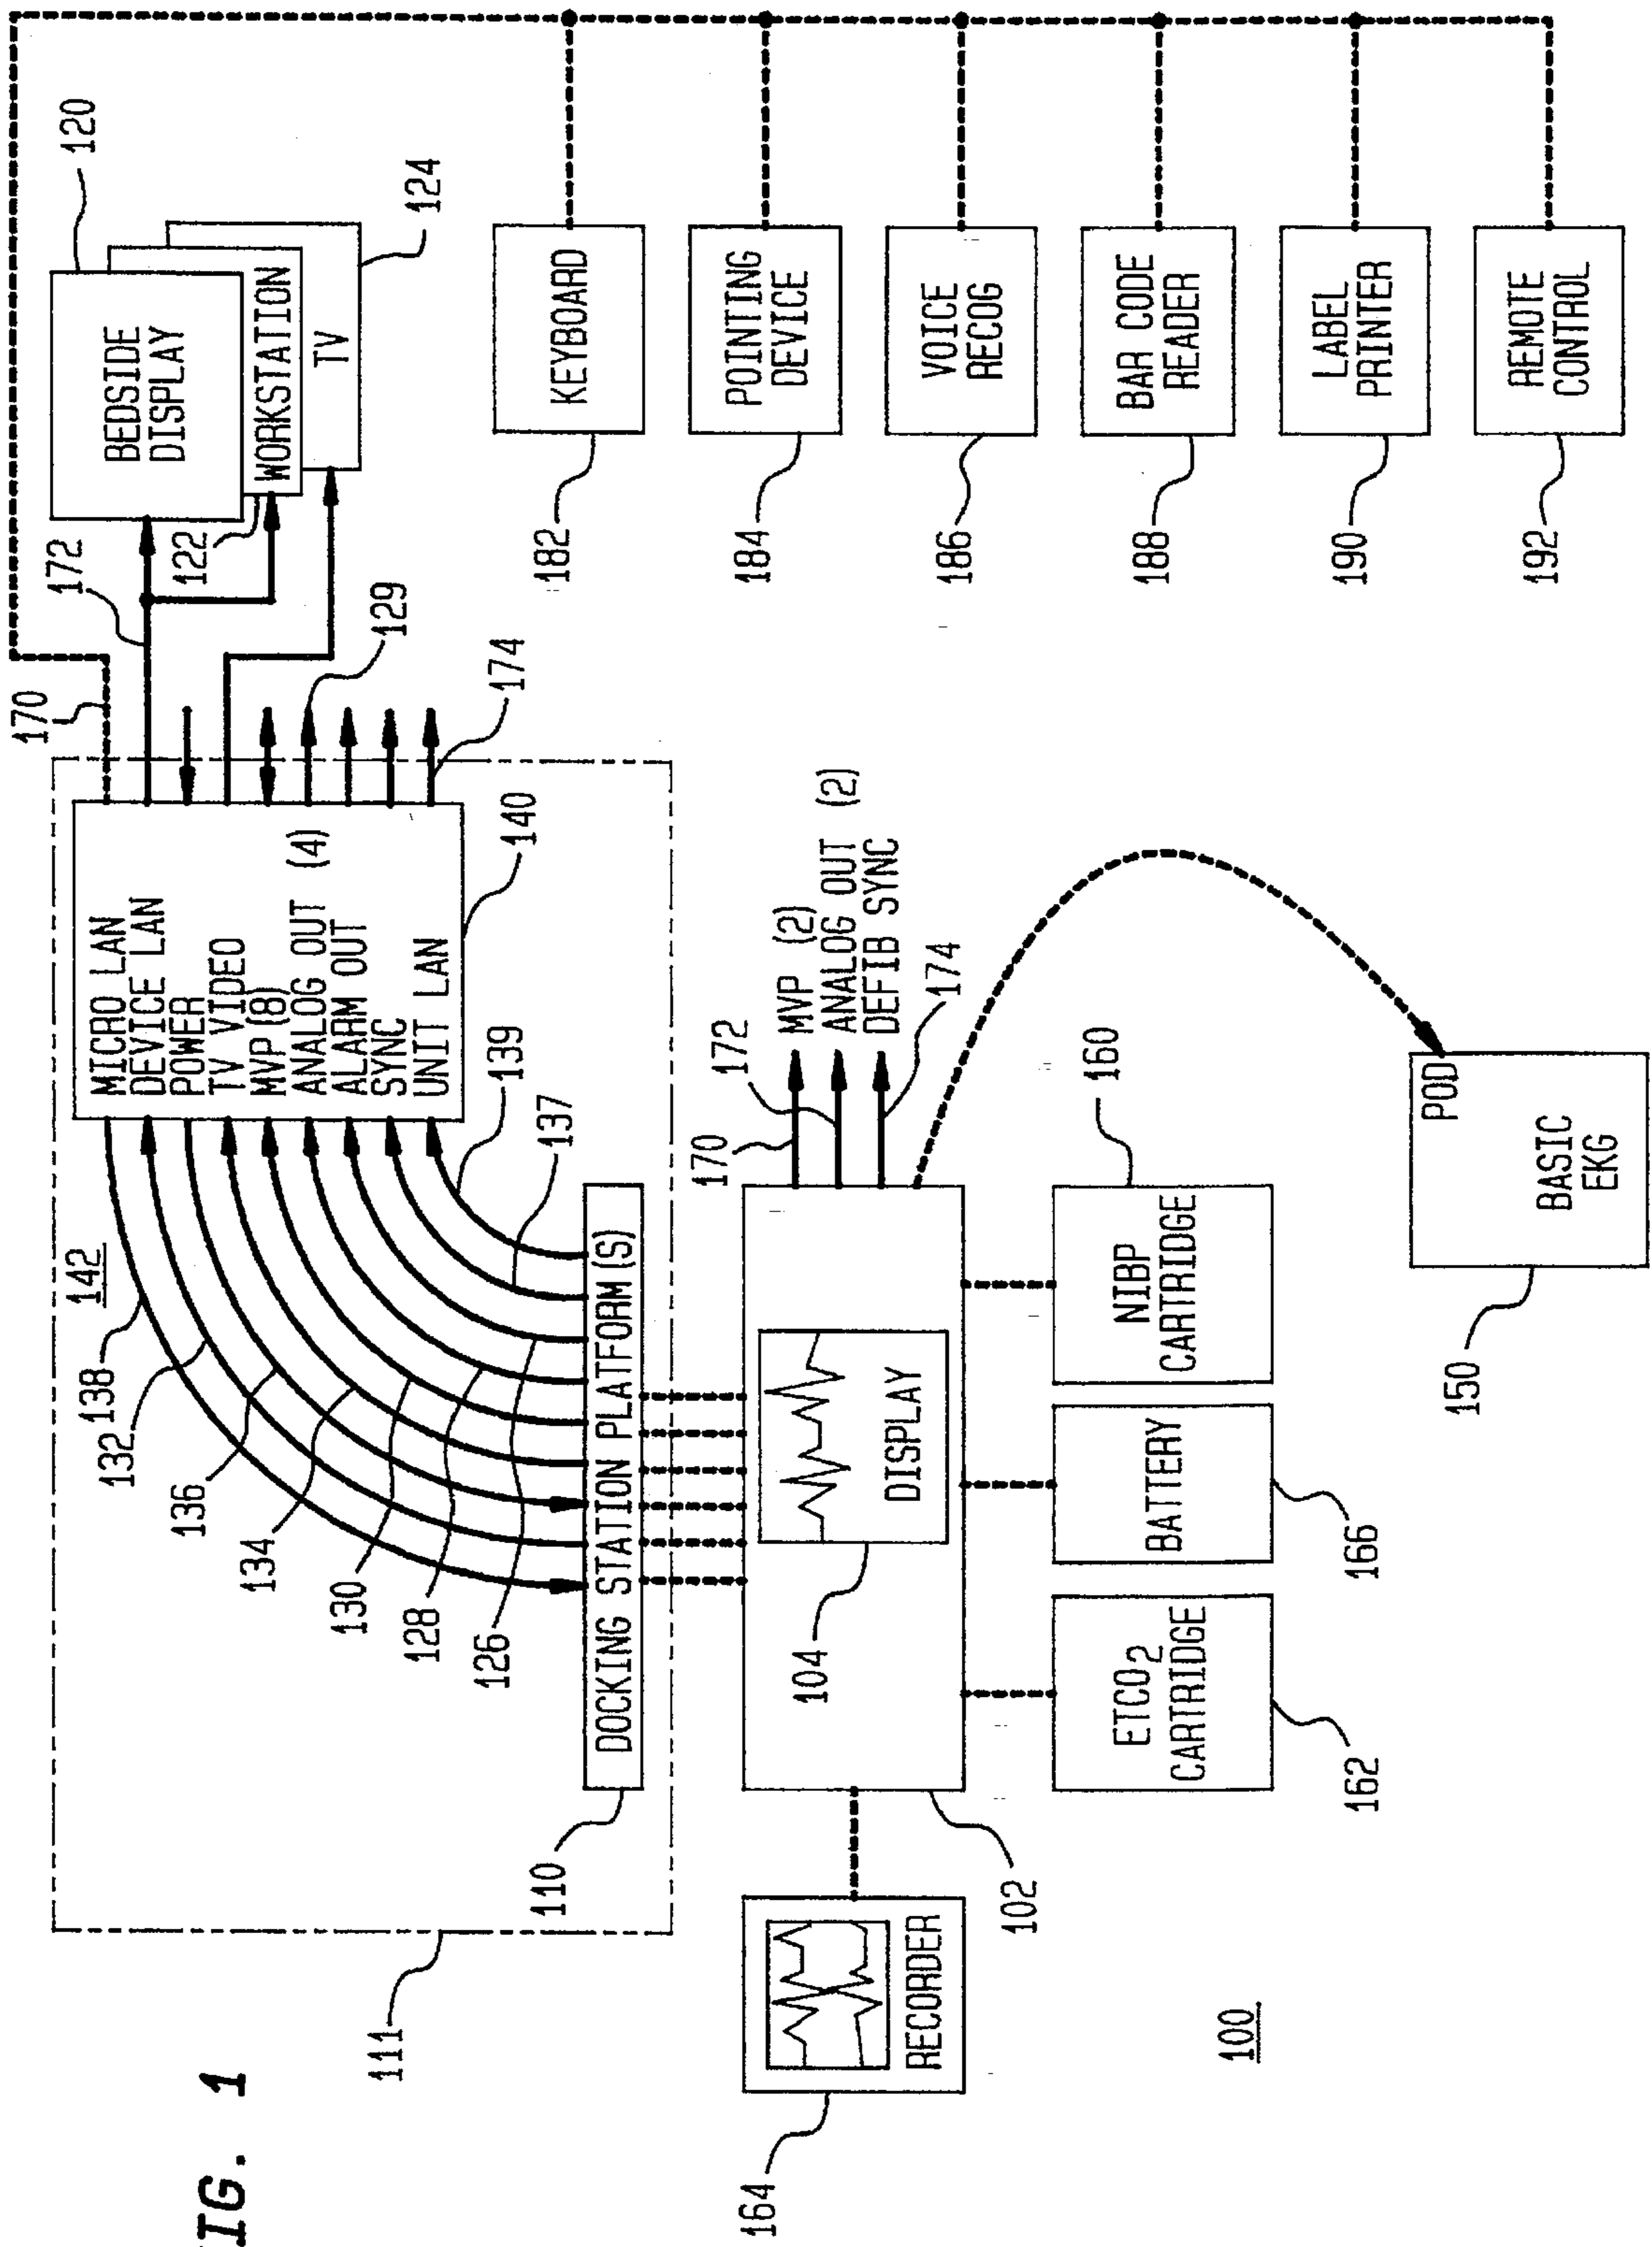 FIG. 1
111
110
142
138
132
136
134
130
128
126
137
139
140
MICRO LAN
DEVICE LAN
POWER
TV VIDEO
MVP (8)
ANALOG OUT (4)
ALARM OUT
SYNC
UNIT LAN
DOCKING STATION PLATFORM(S)
170
172
122
129
174
BEDSIDE
DISPLAY
WORKSTATION
TV
120
124
164
RECORDER
102
104
DISPLAY
170
172
174
MVP (2)
ANALOG OUT (2)
DEFIB SYNC
ETCO2
CARTRIDGE
162
BATTERY
166
NIBP
CARTRIDGE
160
POD
BASIC
EKG
150
KEYBOARD
182
POINTING
DEVICE
184
VOICE
RECOG
186
BAR CODE
READER
188
LABEL
PRINTER
190
REMOTE
CONTROL
192
100